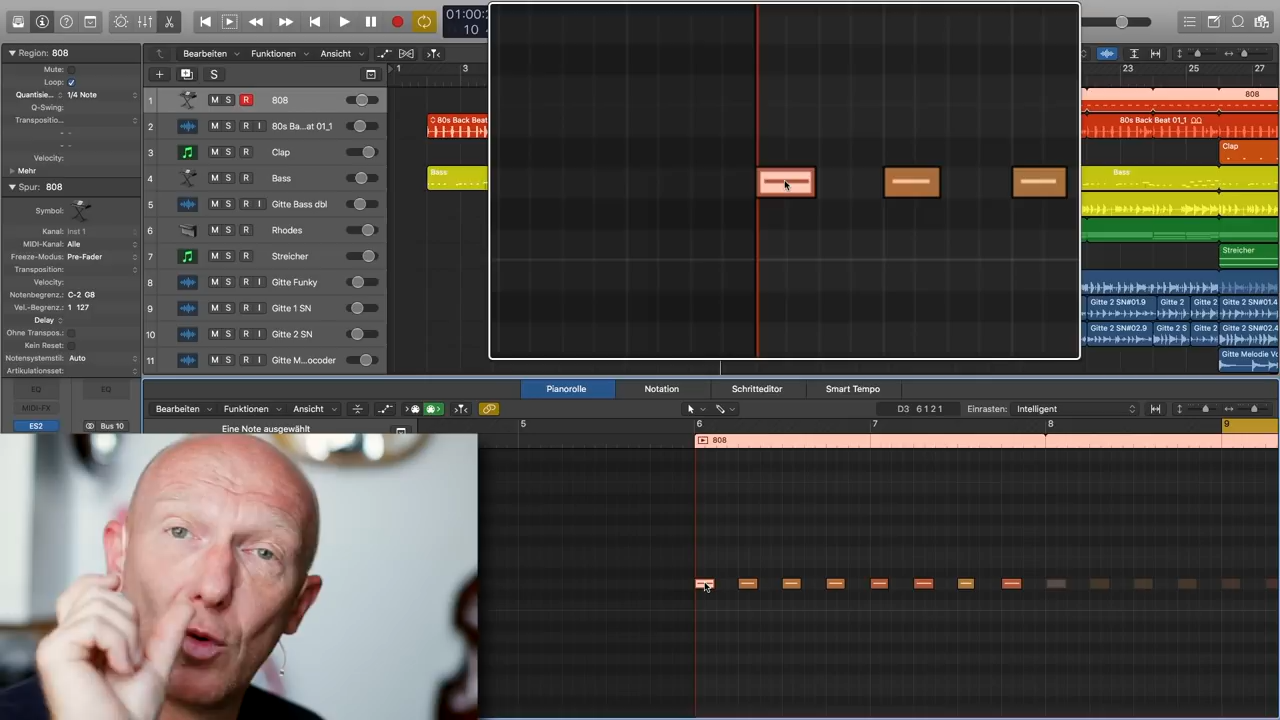 Region: 808
Mute:
Loop:
Quantisie...
1/4 Note
Q-Swing:
Transpositio...
Velocity:
Mehr
Spur: 808
Symbol:
Kanal: Inst 1
MIDI-Kanal: Alle
Freeze-Modus: Pre-Fader
Transposition:
Velocity:
Notenbegrenz.: C-2 G8
Vel.-Begrenz.: 1 127
Delay
Ohne Transpos.:
Kein Reset:
Notensystemstil: Auto
Artikulationsset:
EQ EQ
MIDI-FX
ES2 Bus 10
01:00:2
10 4
Bearbeiten Funktionen Ansicht
S
1 3
23 25 27
1 M S R 808
2 M S R I 80s Ba...at 01_1
3 M S R Clap
4 M S R Bass
5 M S R I Gitte Bass dbl
6 M S R Rhodes
7 M S R Streicher
8 M S R I Gitte Funky
9 M S R I Gitte 1 SN
10 M S R I Gitte 2 SN
11 M S R I Gitte M...ocoder
80s Back Beat
Bass
808
80s Back Beat 01_1
Clap
Bass
Streicher
Gitte 2 SN#01.9 Gitte 2 Gitte 2 Gitte 2 SN#01.4
Gitte 2 SN#02.9 Gitte 2 S Gitte 2 Gitte 2 SN#02.4
Gitte Melodie Vo
Pianorolle Notation Schritteditor Smart Tempo
Bearbeiten Funktionen Ansicht
D3 6 1 2 1
Einrasten: Intelligent
Eine Note ausgewählt
5 6 7 8 9
808